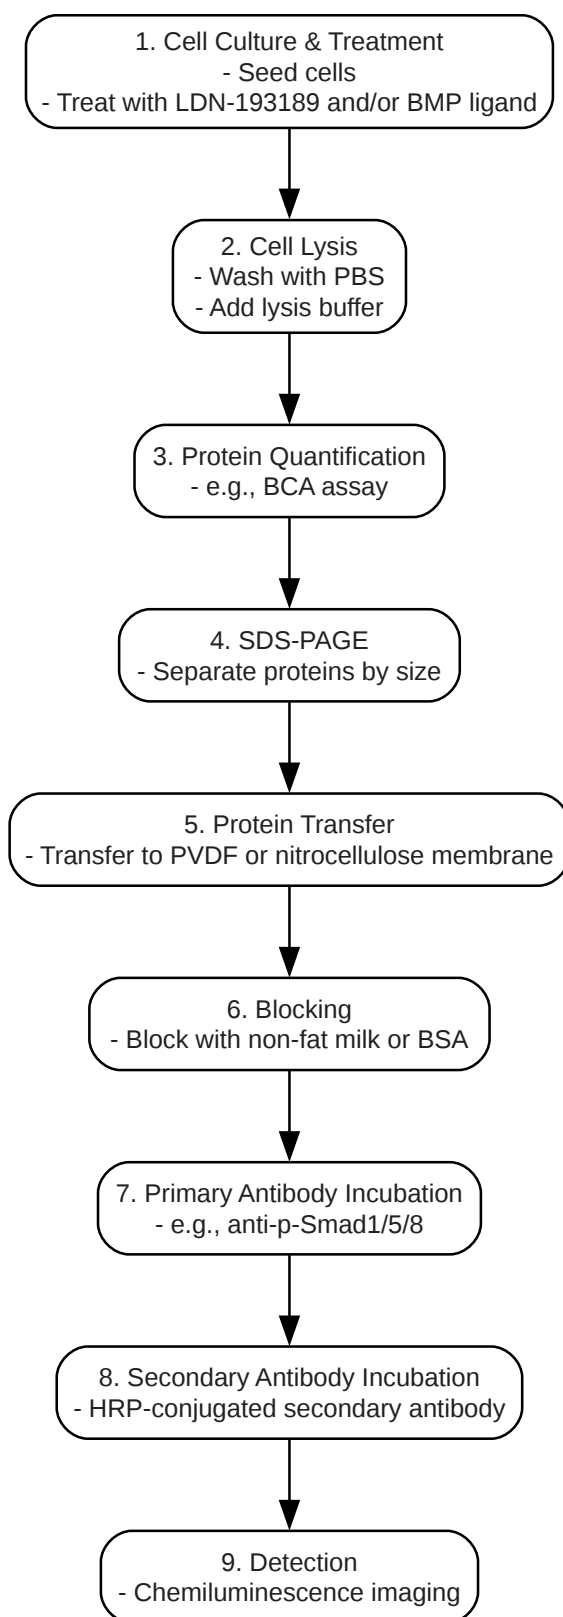 1. Cell Culture & Treatment
- Seed cells
- Treat with LDN-193189 and/or BMP ligand
2. Cell Lysis
- Wash with PBS
- Add lysis buffer
3. Protein Quantification
- e.g., BCA assay
4. SDS-PAGE
- Separate proteins by size
5. Protein Transfer
- Transfer to PVDF or nitrocellulose membrane
6. Blocking
- Block with non-fat milk or BSA
7. Primary Antibody Incubation
- e.g., anti-p-Smad1/5/8
8. Secondary Antibody Incubation
- HRP-conjugated secondary antibody
9. Detection
- Chemiluminescence imaging